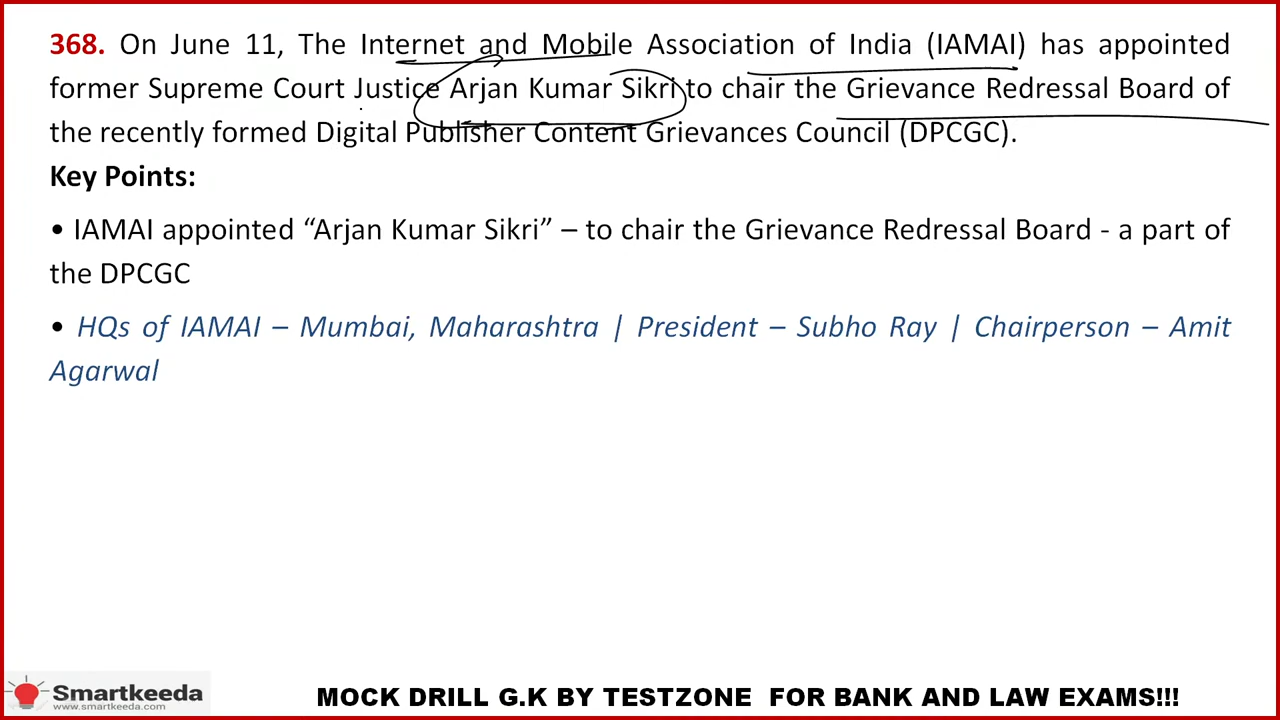 368. On June 11, The Internet and Mobile Association of India (IAMAI) has appointed
former Supreme Court Justice Arjan Kumar Sikri to chair the Grievance Redressal Board of
the recently formed Digital Publisher Content Grievances Council (DPCGC).
Key Points:
• IAMAI appointed “Arjan Kumar Sikri” – to chair the Grievance Redressal Board - a part of
the DPCGC
• HQs of IAMAI – Mumbai, Maharashtra | President – Subho Ray | Chairperson – Amit
Agarwal
Smartkeeda
www.smartkeeda.com
MOCK DRILL G.K BY TESTZONE FOR BANK AND LAW EXAMS!!!